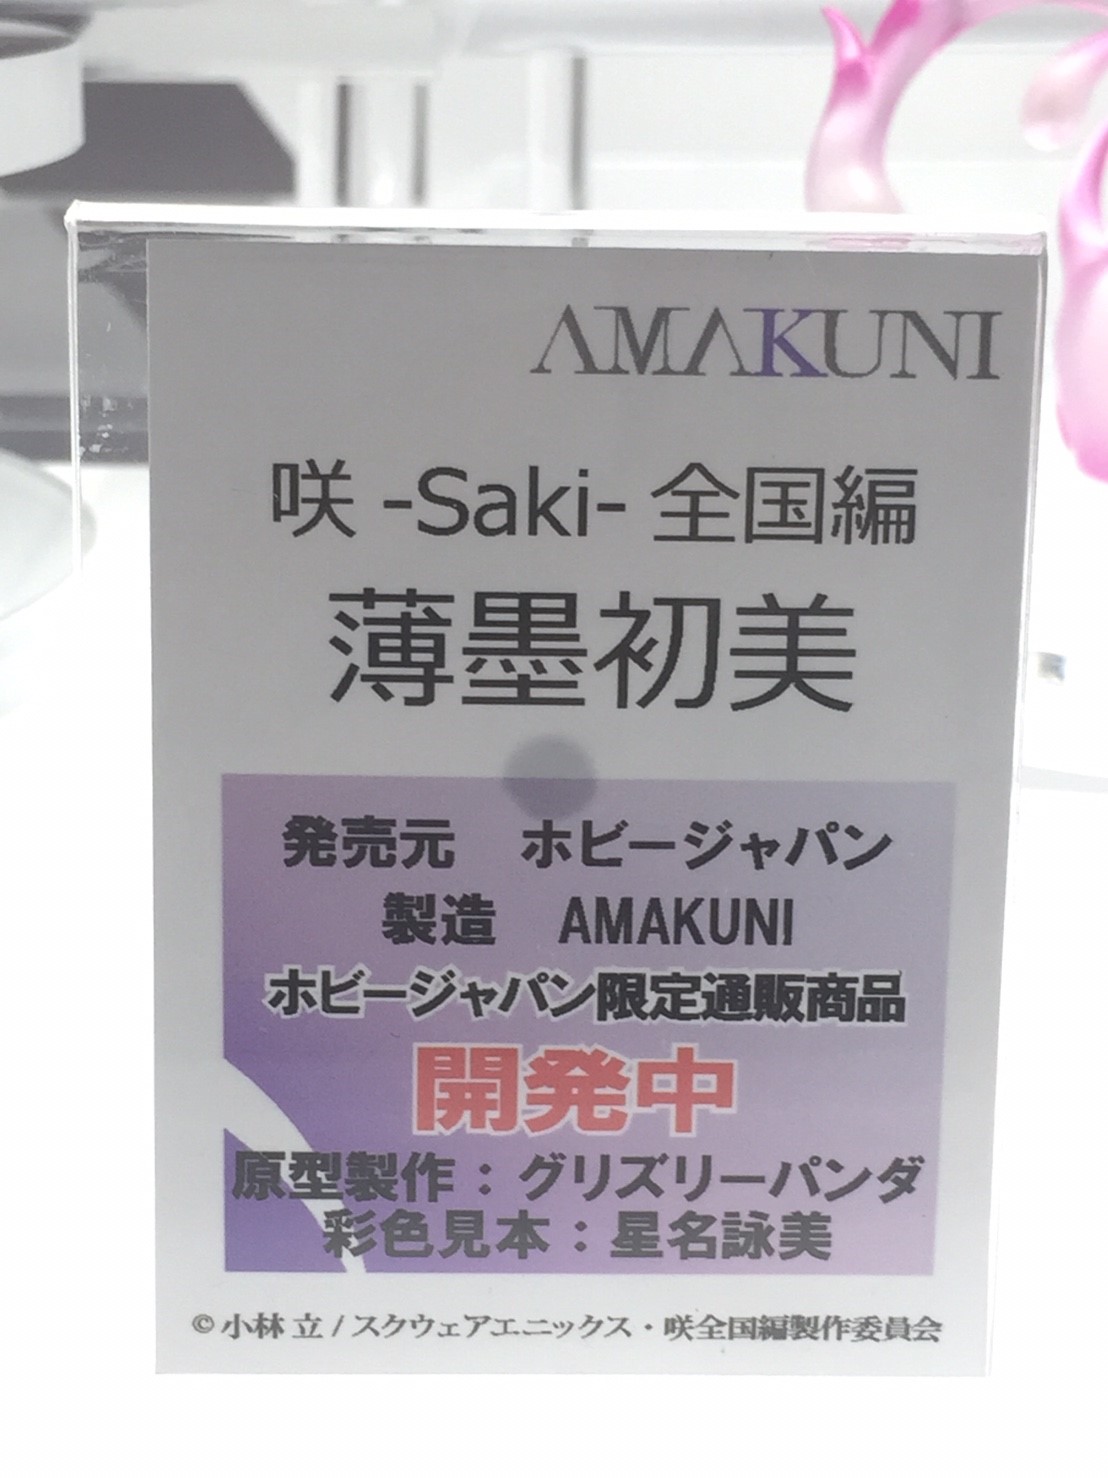 AMAKUNI
咲 -Saki- 全国編
薄墨初美
発売元　ホビージャパン
製造　AMAKUNI
ホビージャパン限定通販商品
開発中
原型製作：グリズリーパンダ
彩色見本：星名詠美
©小林 立/スクウェアエニックス・咲全国編製作委員会